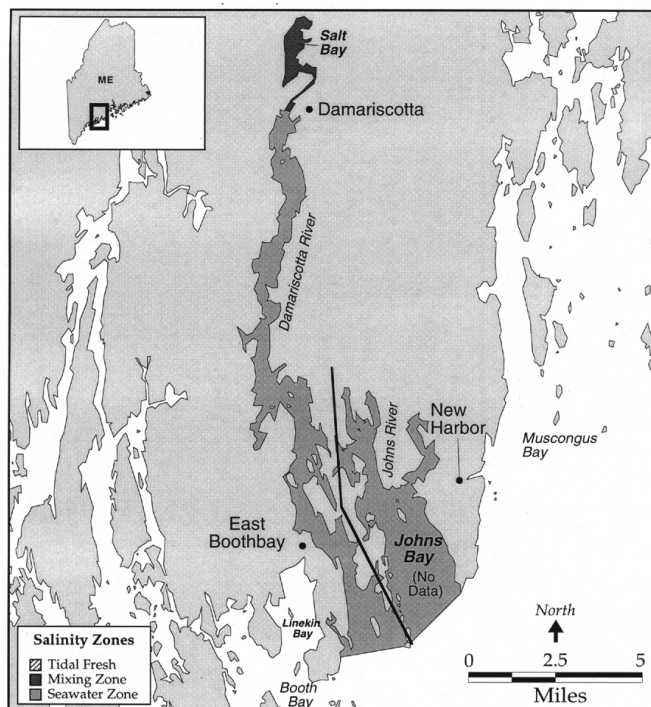 ME
Salt
Bay
Damariscotta
Damariscotta River
Johns River
New
Harbor
Muscongus
Bay
East
Boothbay
Johns
Bay
(No
Data)
Linekin
Bay
Booth
Bay
Salinity Zones
Tidal Fresh
Mixing Zone
Seawater Zone
North
0 2.5 5
Miles